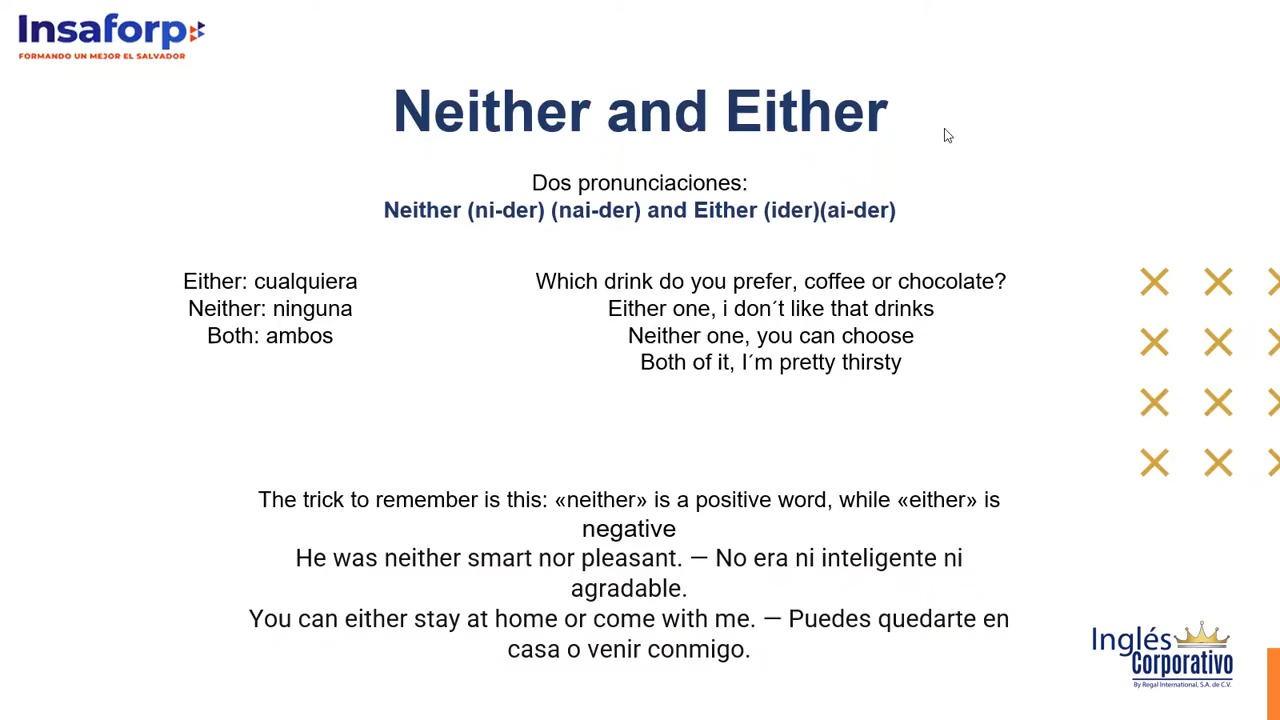 Insaforp
FORMANDO UN MEJOR EL SALVADOR
Neither and Either
Dos pronunciaciones:
Neither (ni-der) (nai-der) and Either (ider)(ai-der)
Either: cualquiera
Neither: ninguna
Both: ambos
Which drink do you prefer, coffee or chocolate?
Either one, i don´t like that drinks
Neither one, you can choose
Both of it, I´m pretty thirsty
The trick to remember is this: «neither» is a positive word, while «either» is
negative
He was neither smart nor pleasant. — No era ni inteligente ni
agradable.
You can either stay at home or come with me. — Puedes quedarte en
casa o venir conmigo.
Inglés
Corporativo
By Regal International, S.A. de C.V.